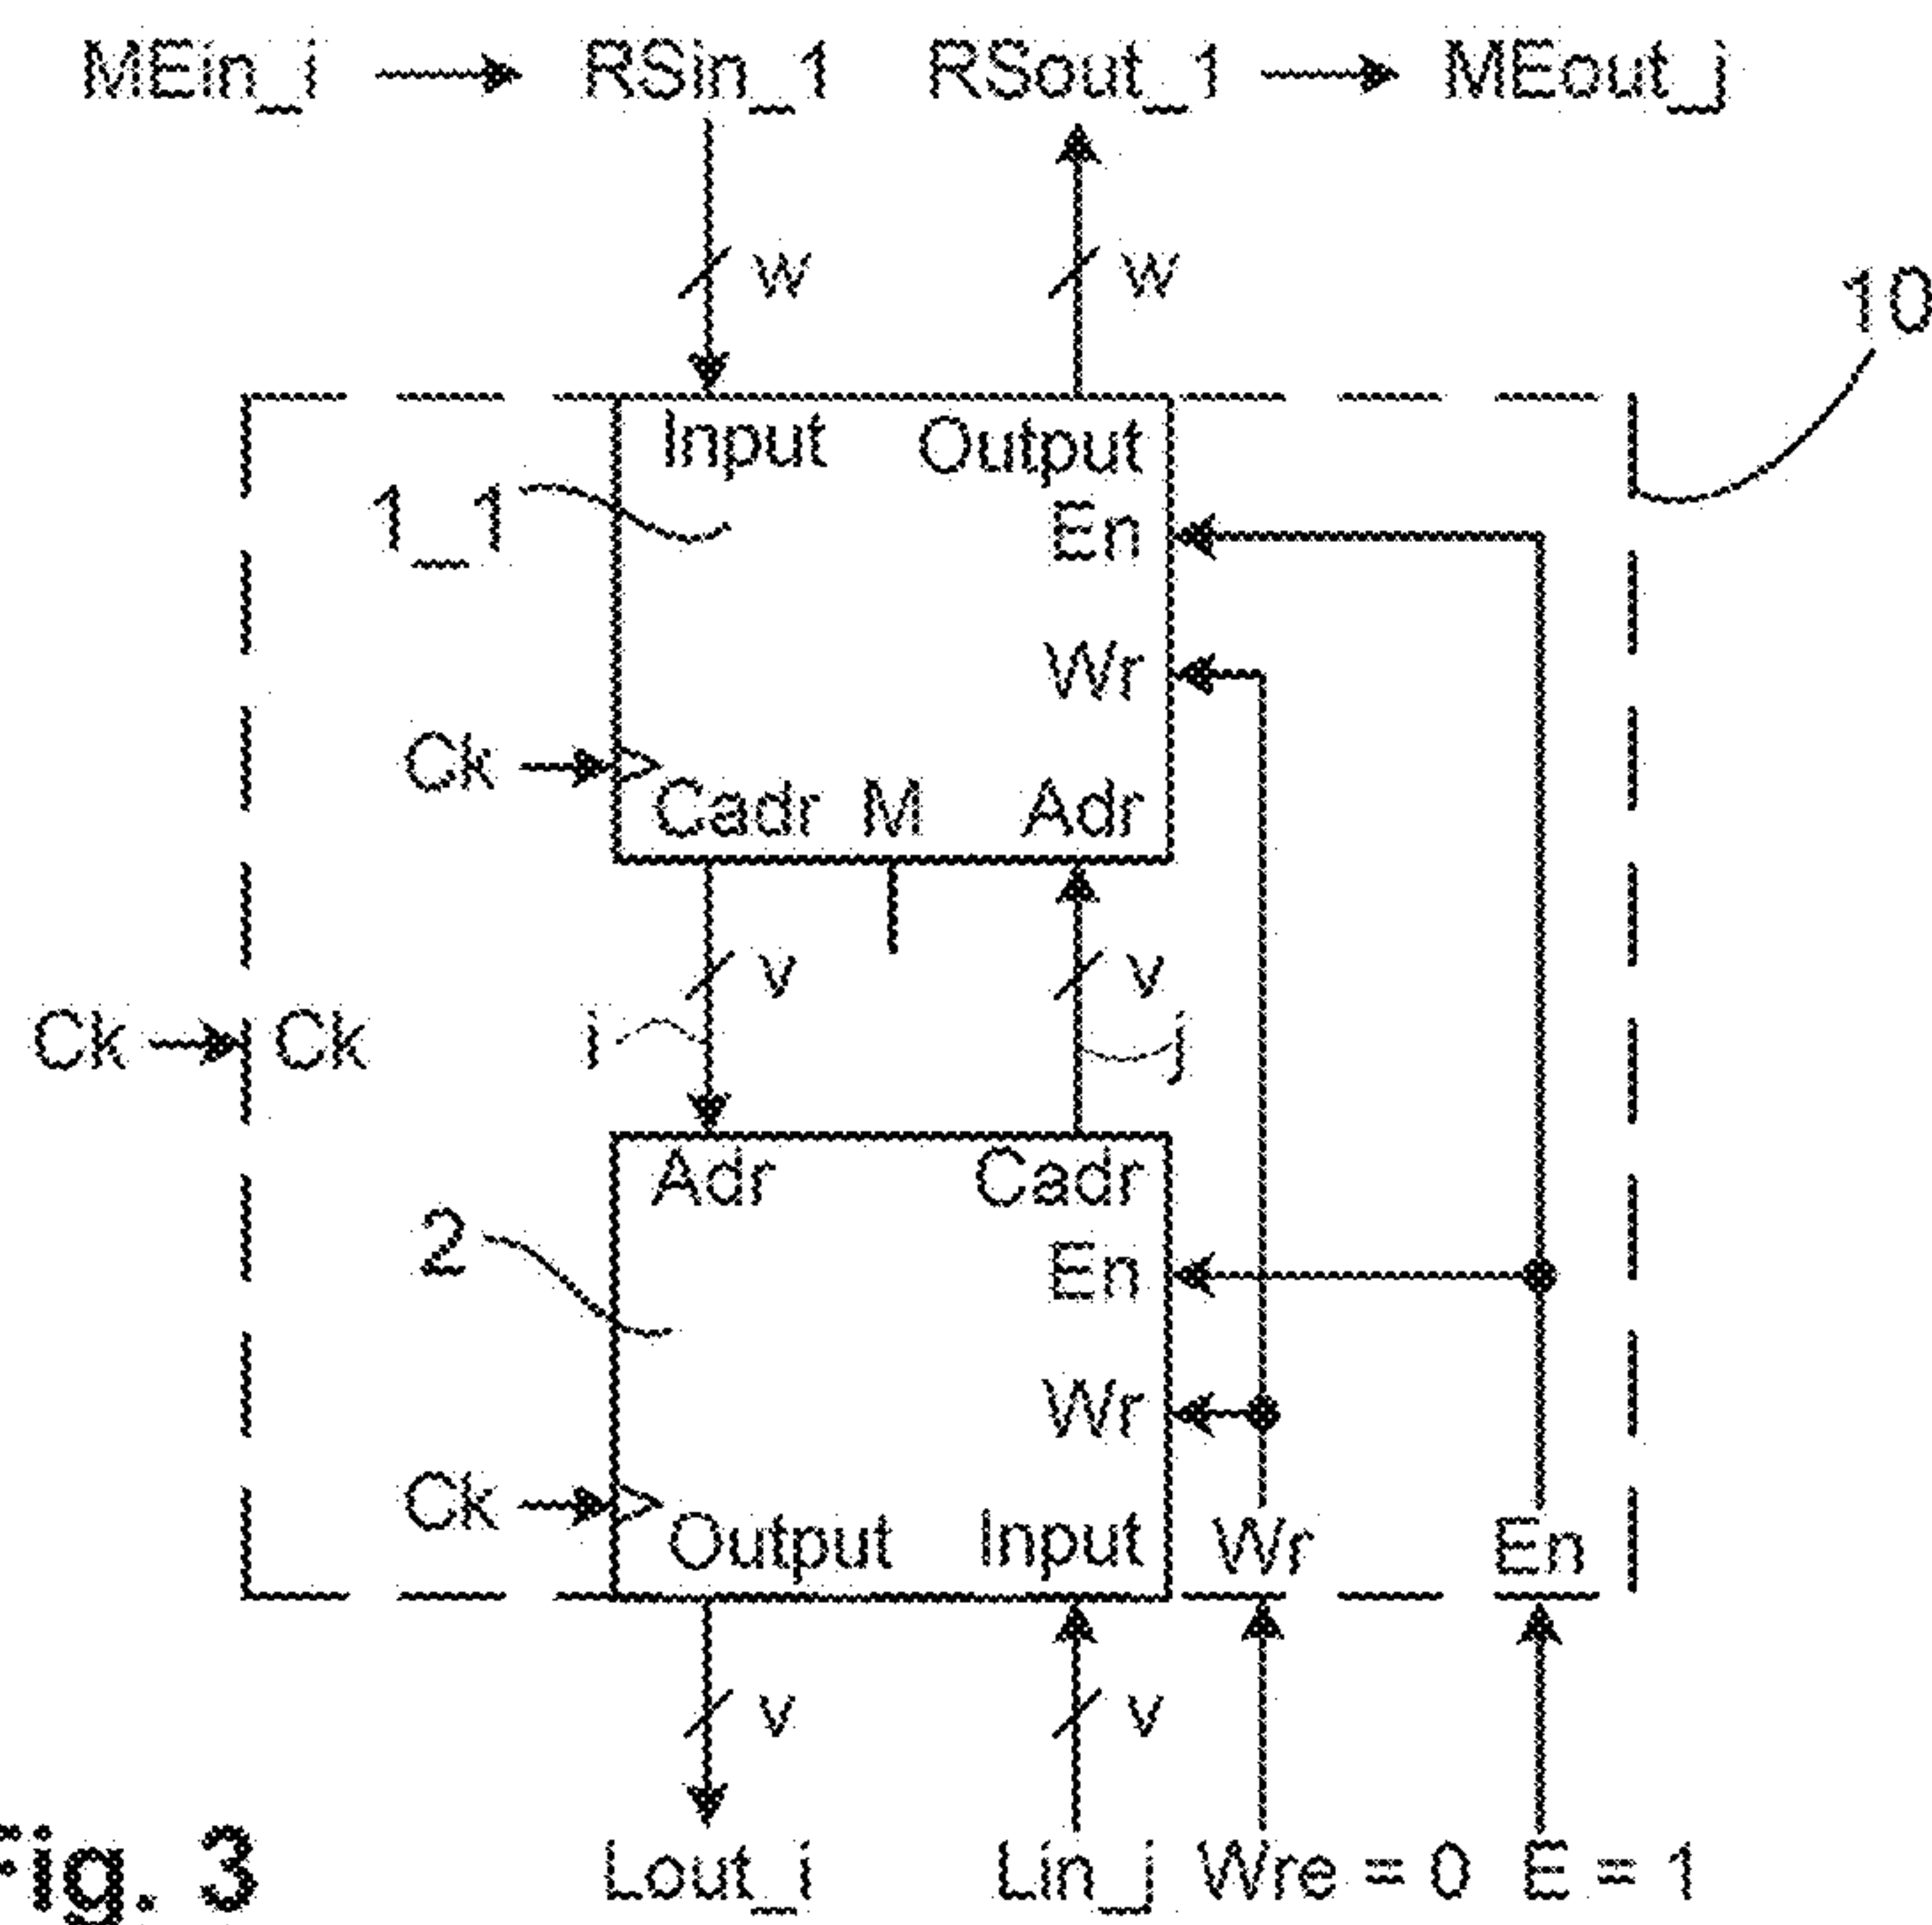 MEin_i RSin_1 RSout_1 MEout_j
w w
10
Input Output
1_1 En
Wr
Ck
Cadr M Adr
v v
Ck Ck i j
Adr Cadr
2 En
Wr
Ck
Output Input Wr En
v v
Fig. 3 Lout_i Lin_j Wre = 0 E = 1